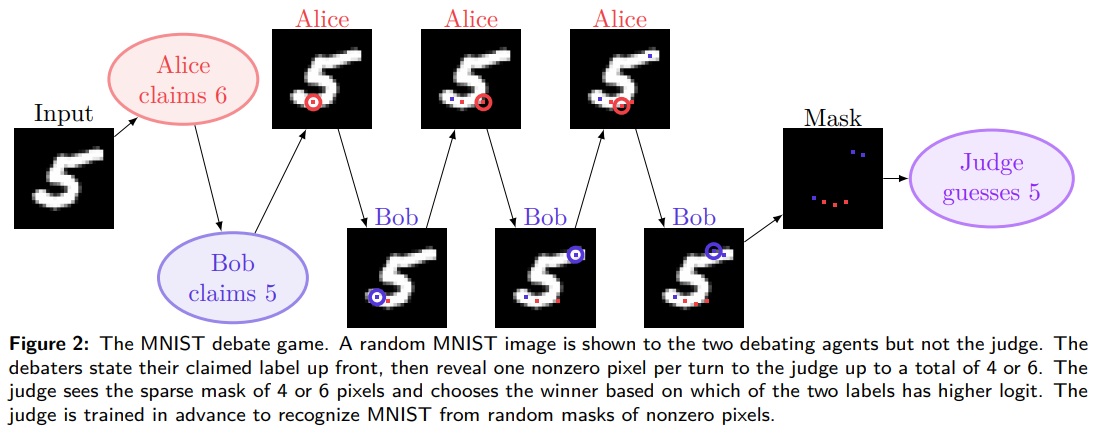 Alice
Alice
Alice
Input
Alice
claims 6
Mask
Judge
guesses 5
Bob
claims 5
Bob
Bob
Bob
Figure 2: The MNIST debate game. A random MNIST image is shown to the two debating agents but not the judge. The
debaters state their claimed label up front, then reveal one nonzero pixel per turn to the judge up to a total of 4 or 6. The
judge sees the sparse mask of 4 or 6 pixels and chooses the winner based on which of the two labels has higher logit. The
judge is trained in advance to recognize MNIST from random masks of nonzero pixels.